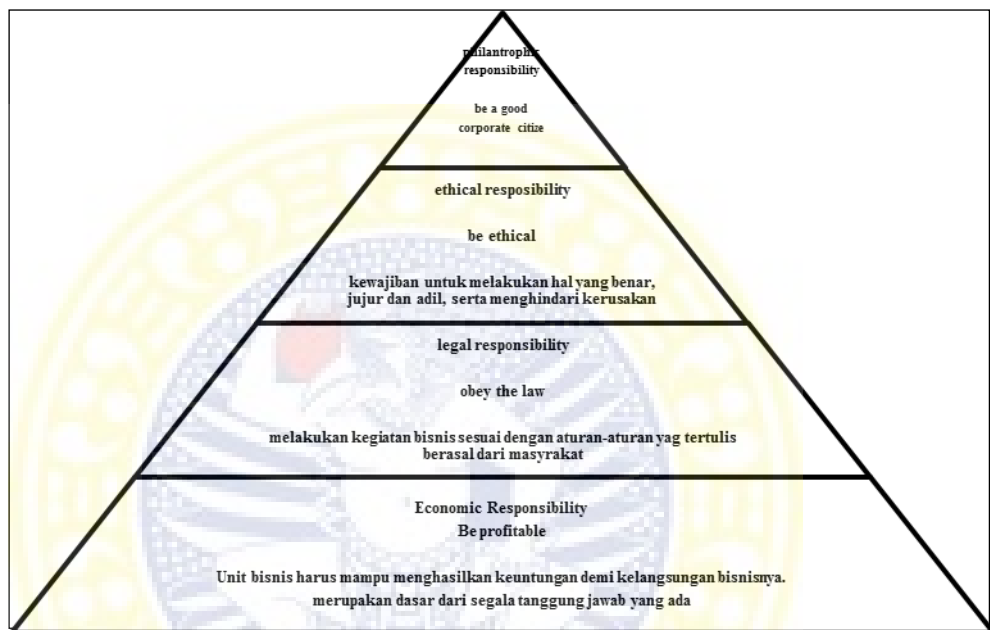 philantrophic
responsibility
be a good
corporate citize
ethical resposibility
be ethical
kewajiban untuk melakukan hal yang benar,
jujur dan adil, serta menghindari kerusakan
legal responsibility
obey the law
melakukan kegiatan bisnis sesuai dengan aturan-aturan yag tertulis
berasal dari masyrakat
Economic Responsibility
Be profitable
Unit bisnis harus mampu menghasilkan keuntungan demi kelangsungan bisnisnya.
merupakan dasar dari segala tanggung jawab yang ada